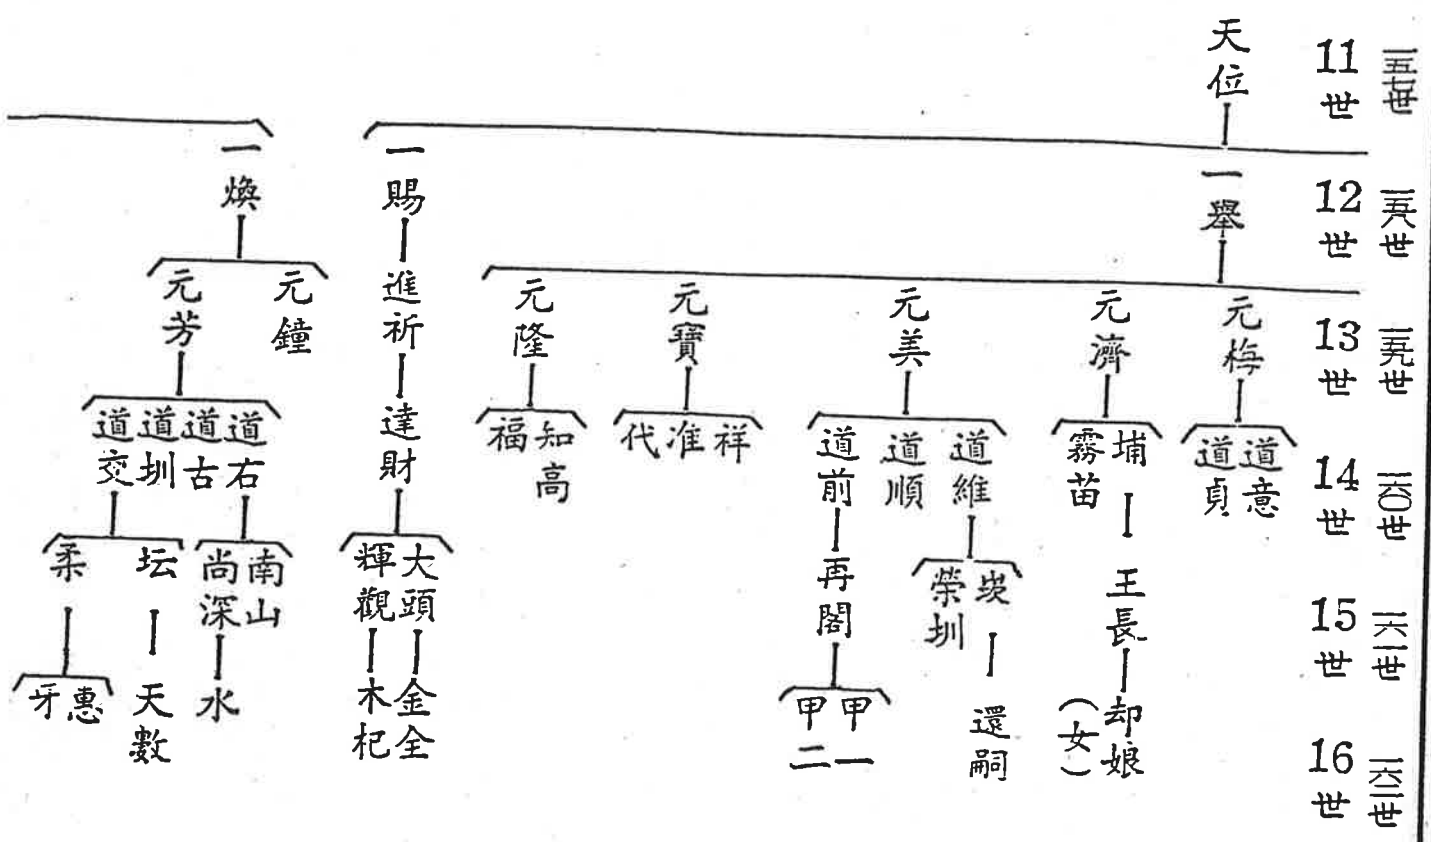 一五七世
11世
天位
一五八世
12世
一舉
一賜
一煥
一五九世
13世
元梅
元濟
元美
元寶
元隆
進祈
元鐘
元芳
一六〇世
14世
道意
道貞
埔
霧苗
道維
道順
道前
祥
准
代
知高
福
達財
道右
道古
道圳
道交
一六一世
15世
王長
崁
榮圳
再閣
大頭
輝觀
南山
尚深
坛
柔
一六二世
16世
却娘
(女)
還嗣
甲一
甲二
金全
木杞
水
天數
惠
牙